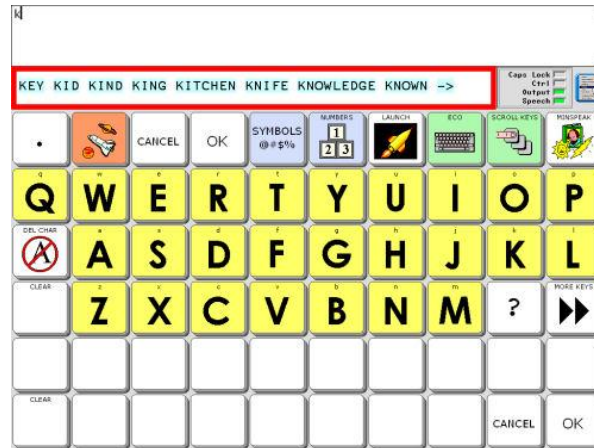 k
KEY KID KIND KING KITCHEN KNIFE KNOWLEDGE KNOWN ->
Caps Lock
Ctrl
Output
Speech
. CANCEL OK SYMBOLS @#$% NUMBERS 1 2 3 LAUNCH ECO SCROLL KEYS MINSPEAK
q w e r t y u i o p
Q W E R T Y U I O P
DEL CHAR a s d f g h j k l
A A S D F G H J K L
CLEAR z x c v b n m MORE KEYS
Z X C V B N M ?
CLEAR
CANCEL OK